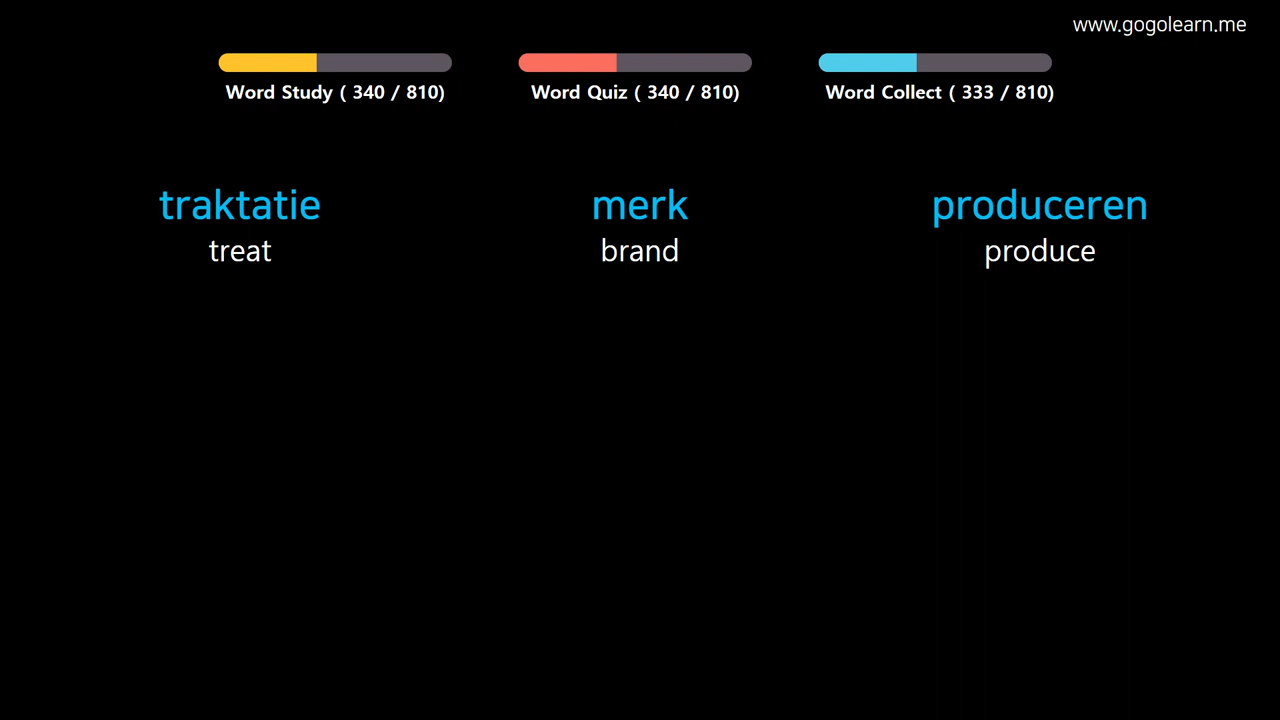 www.gogolearn.me
Word Study ( 340 / 810)
Word Quiz ( 340 / 810)
Word Collect ( 333 / 810)
traktatie
treat
merk
brand
produceren
produce